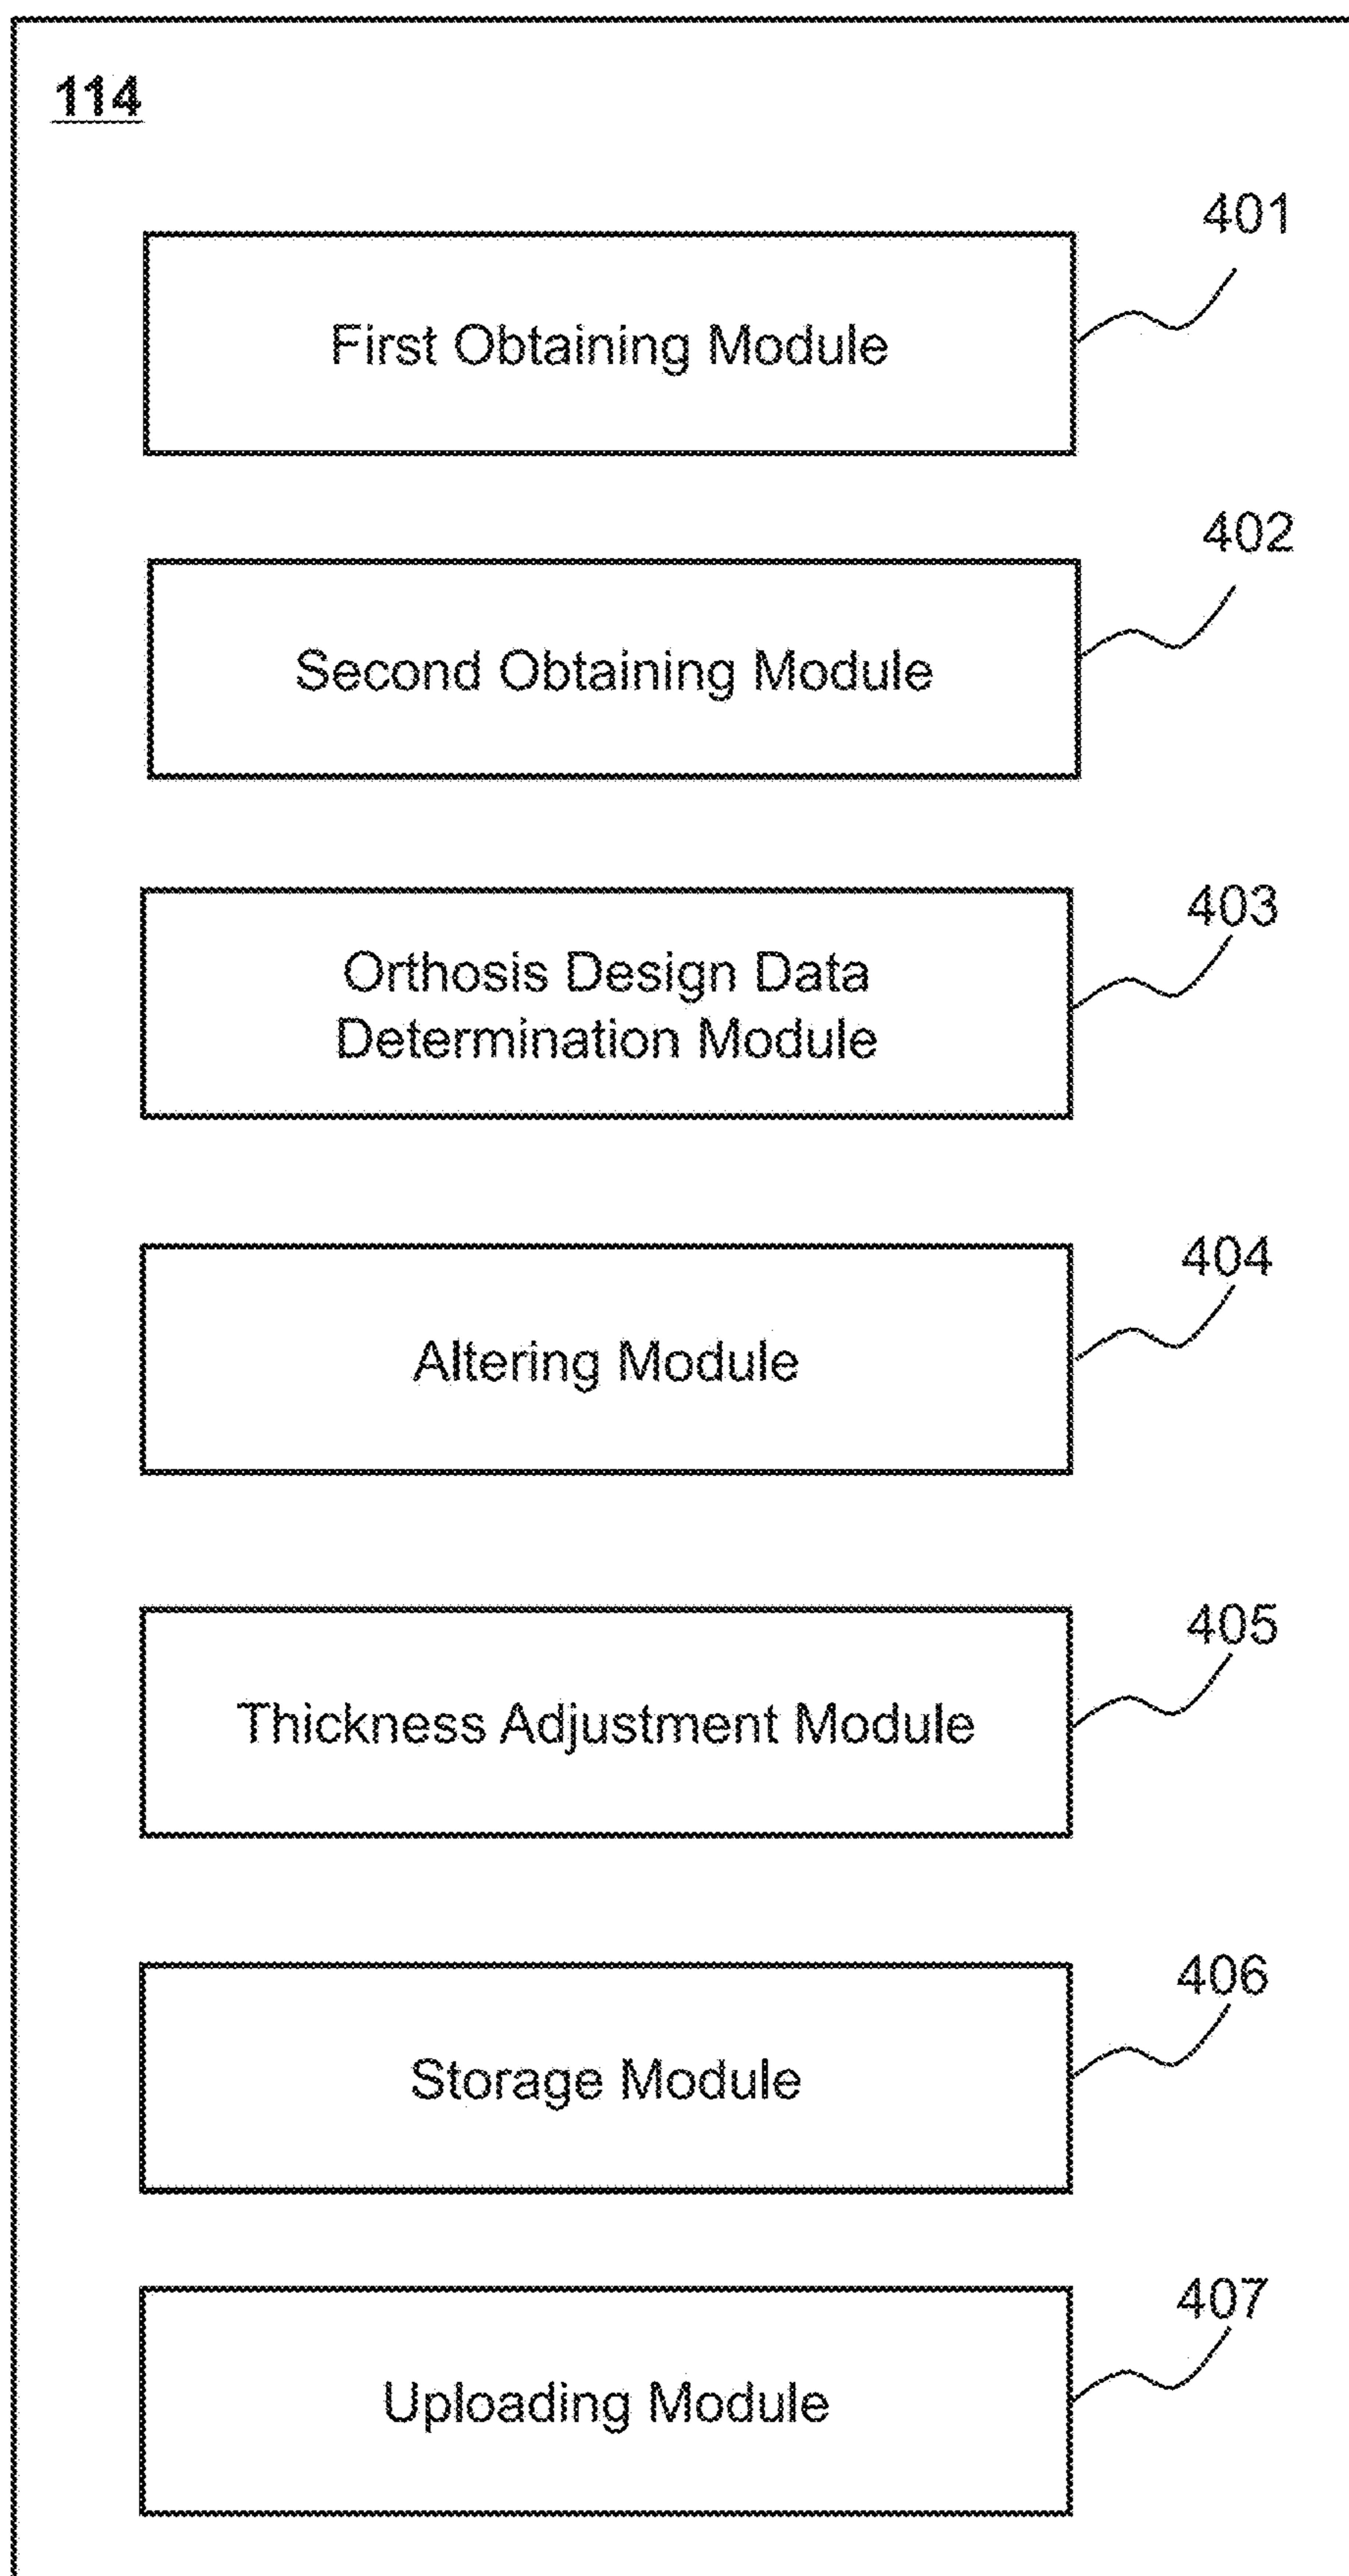 114
401
First Obtaining Module
402
Second Obtaining Module
403
Orthosis Design Data
Determination Module
404
Altering Module
405
Thickness Adjustment Module
406
Storage Module
407
Uploading Module